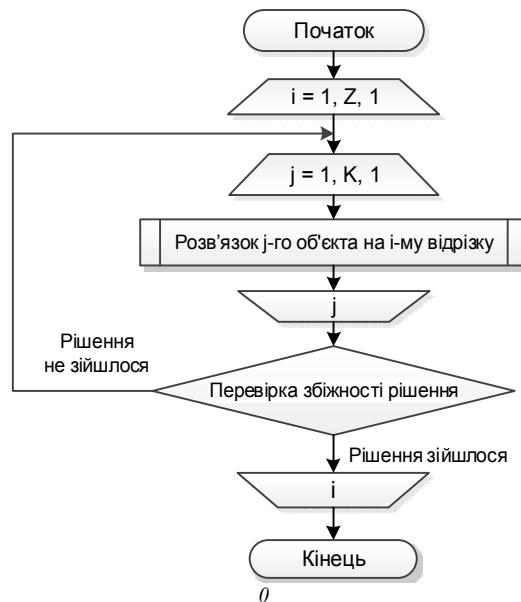 Початок
i = 1, Z, 1
j = 1, K, 1
Розв’язок j-го об'єкта на і-му відрізку
j
Рішення
не зійшлося
Перевірка збіжності рішення
Рішення зійшлося
i
Кінець
0